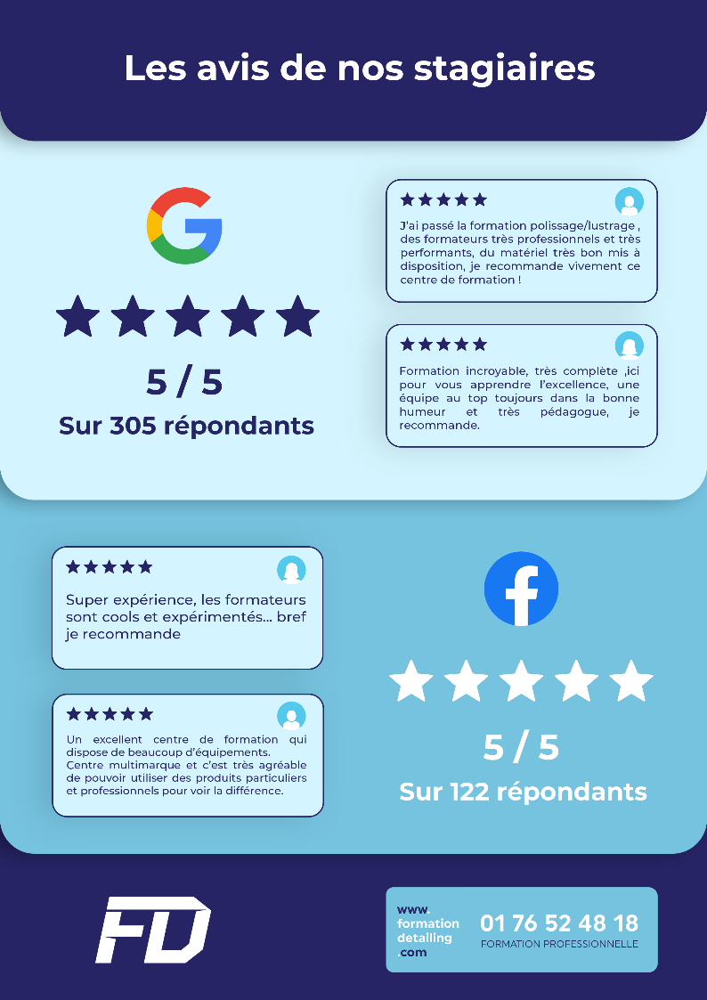 Les avis de nos stagiaires
5 / 5
Sur 305 répondants
J'ai passé la formation polissage/lustrage ,
des formateurs très professionnels et très
performants, du matériel très bon mis à
disposition, je recommande vivement ce
centre de formation !
Formation incroyable, très complète ,ici
pour vous apprendre l'excellence, une
équipe au top toujours dans la bonne
humeur et très pédagogue, je
recommande.
Super expérience, les formateurs
sont cools et expérimentés... bref
je recommande
Un excellent centre de formation qui
dispose de beaucoup d'équipements.
Centre multimarque et c'est très agréable
de pouvoir utiliser des produits particuliers
et professionnels pour voir la différence.
5 / 5
Sur 122 répondants
FD
www.
formation
detailing
.com
01 76 52 48 18
FORMATION PROFESSIONNELLE